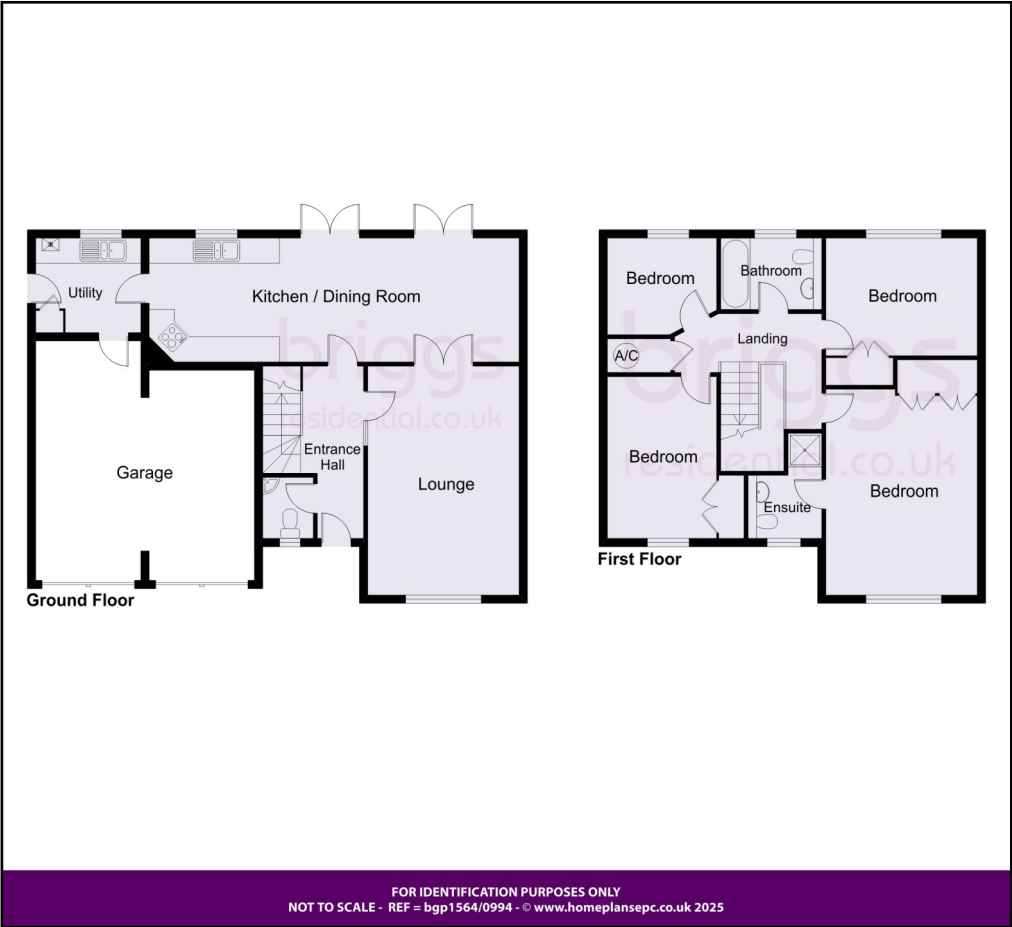 Utility
Kitchen / Dining Room
Garage
Entrance
Hall
Lounge
Ground Floor
briggs
residential.co.uk
Bedroom
Bathroom
Bedroom
Landing
A/C
Bedroom
Ensuite
Bedroom
First Floor
briggs
residential.co.uk
FOR IDENTIFICATION PURPOSES ONLY
NOT TO SCALE - REF = bgp1564/0994 - © www.homeplansepc.co.uk 2025